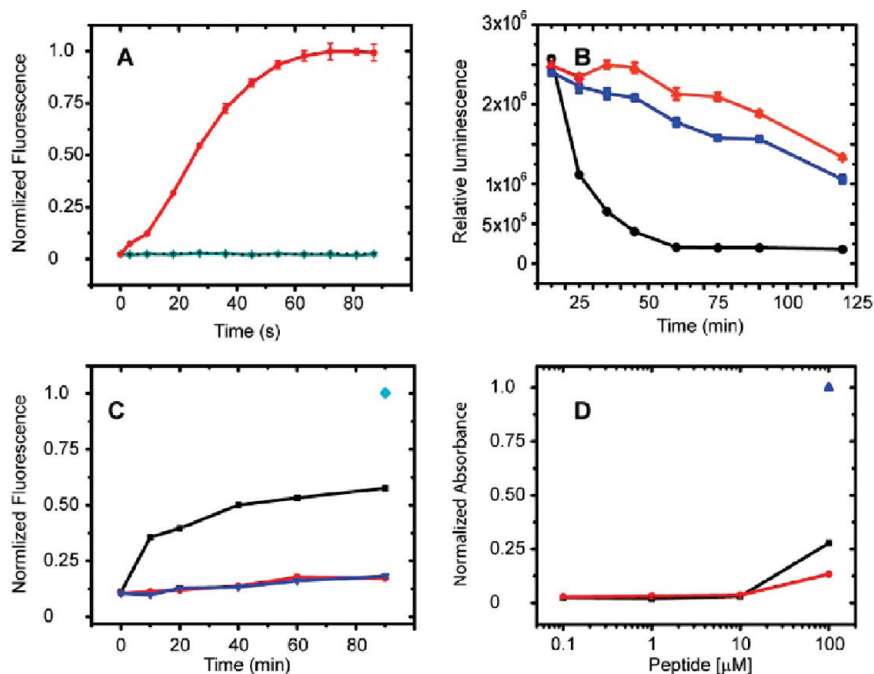 A
Normlized Fluorescence
1.0
0.75
0.50
0.25
0
0 20 40 60 80
Time (s)
B
Relative luminescence
3x10⁶
2x10⁶
1x10⁶
5x10⁵
0
25 50 75 100 125
Time (min)
C
Normlized Fluorescence
1.0
0.75
0.50
0.25
0
0 20 40 60 80
Time (min)
D
Normalized Absorbance
1.0
0.75
0.50
0.25
0
0.1 1 10 100
Peptide [µM]